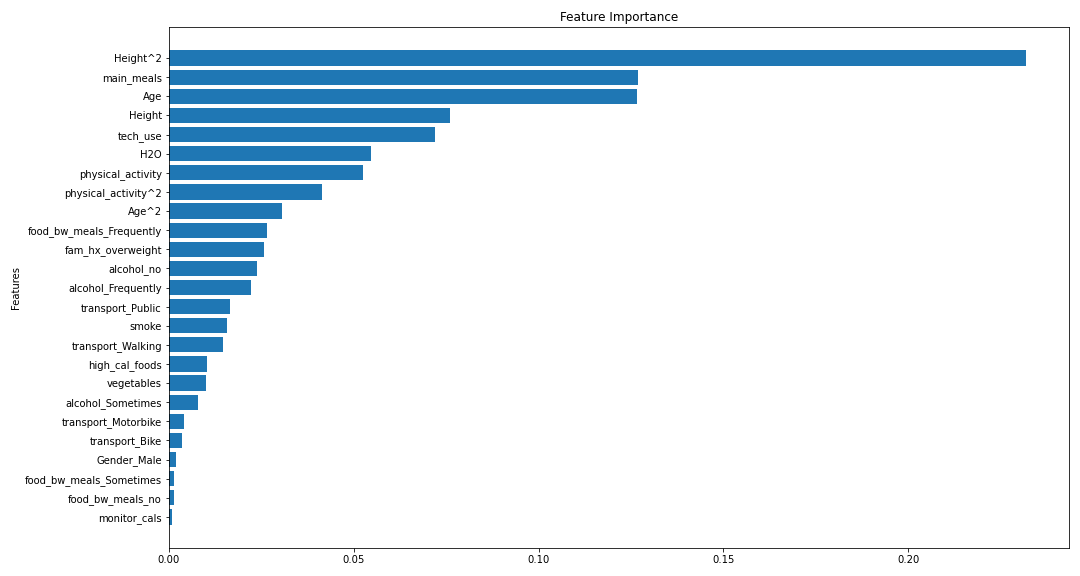 Feature Importance
Features
Height^2
main_meals
Age
Height
tech_use
H2O
physical_activity
physical_activity^2
Age^2
food_bw_meals_Frequently
fam_hx_overweight
alcohol_no
alcohol_Frequently
transport_Public
smoke
transport_Walking
high_cal_foods
vegetables
alcohol_Sometimes
transport_Motorbike
transport_Bike
Gender_Male
food_bw_meals_Sometimes
food_bw_meals_no
monitor_cals
0.00 0.05 0.10 0.15 0.20